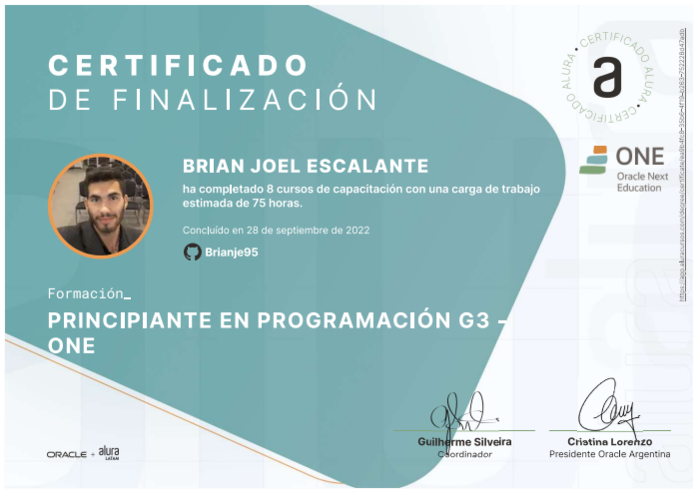 CERTIFICADO
DE FINALIZACIÓN
CERTIFICADO ALURA • CERTIFICADO ALURA •
a
ONE
Oracle Next
Education
BRIAN JOEL ESCALANTE
ha completado 8 cursos de capacitación con una carga de trabajo
estimada de 75 horas.
Concluído en 28 de septiembre de 2022
Brianje95
Formación_
PRINCIPIANTE EN PROGRAMACIÓN G3 -
ONE
ORACLE + alura
LATAM
Guilherme Silveira
Coordinador
Cristina Lorenzo
Presidente Oracle Argentina